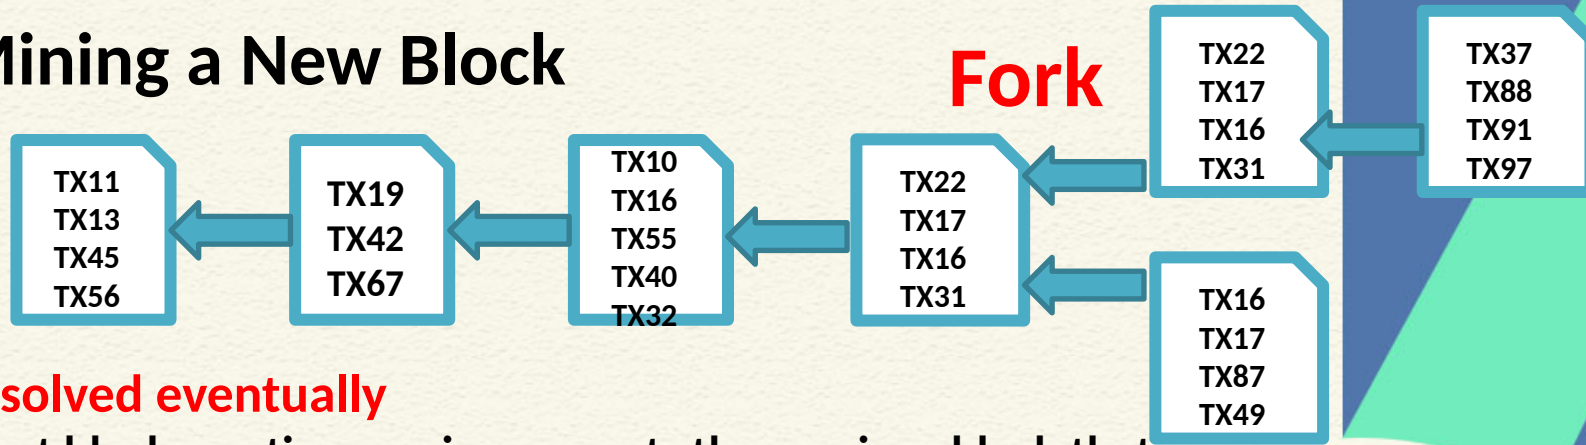 Mining a New Block
Fork
TX11
TX13
TX45
TX56
TX19
TX42
TX67
TX10
TX16
TX55
TX40
TX32
TX22
TX17
TX16
TX31
TX22
TX17
TX16
TX31
TX37
TX88
TX91
TX97
TX16
TX17
TX87
TX49
solved eventually